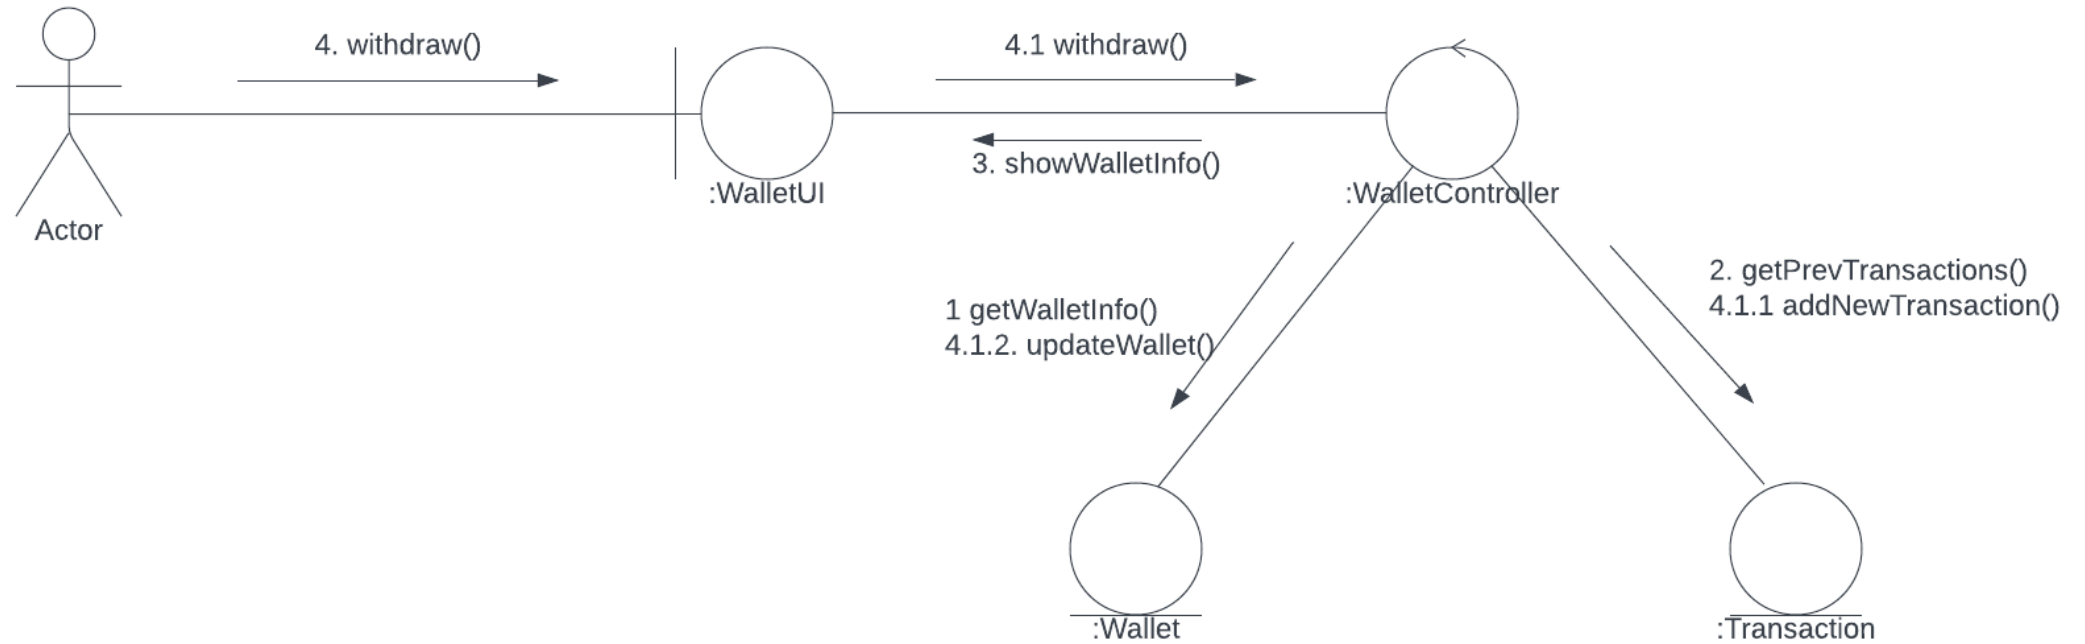 4. withdraw()
4.1 withdraw()
3. showWalletInfo()
:WalletUI
:WalletController
Actor
1 getWalletInfo()
4.1.2. updateWallet()
2. getPrevTransactions()
4.1.1 addNewTransaction()
:Wallet
:Transaction